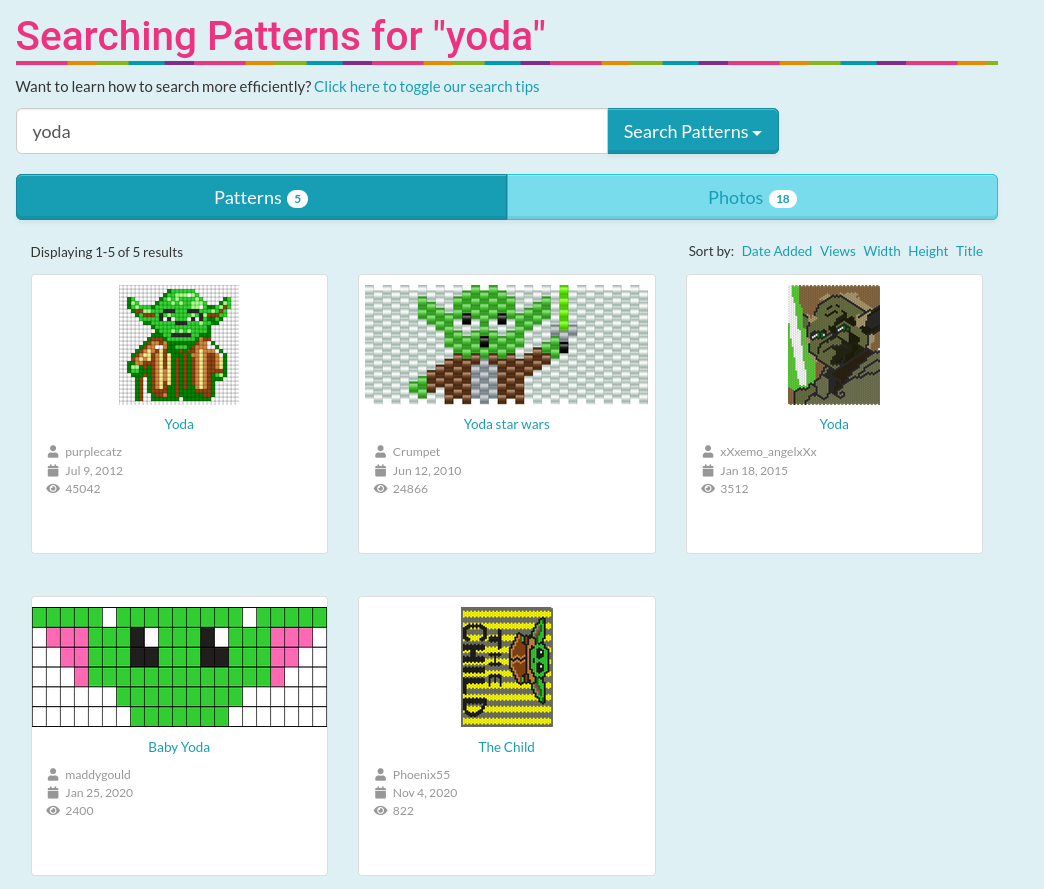 Searching Patterns for "yoda"
Want to learn how to search more efficiently? Click here to toggle our search tips
yoda
Search Patterns
Patterns 5
Photos 18
Displaying 1-5 of 5 results
Sort by: Date Added Views Width Height Title
Yoda
purplecatz
Jul 9, 2012
45042
Yoda star wars
Crumpet
Jun 12, 2010
24866
Yoda
xXxemo_angelxXx
Jan 18, 2015
3512
Baby Yoda
maddygould
Jan 25, 2020
2400
THE
CHILD
The Child
Phoenix55
Nov 4, 2020
822